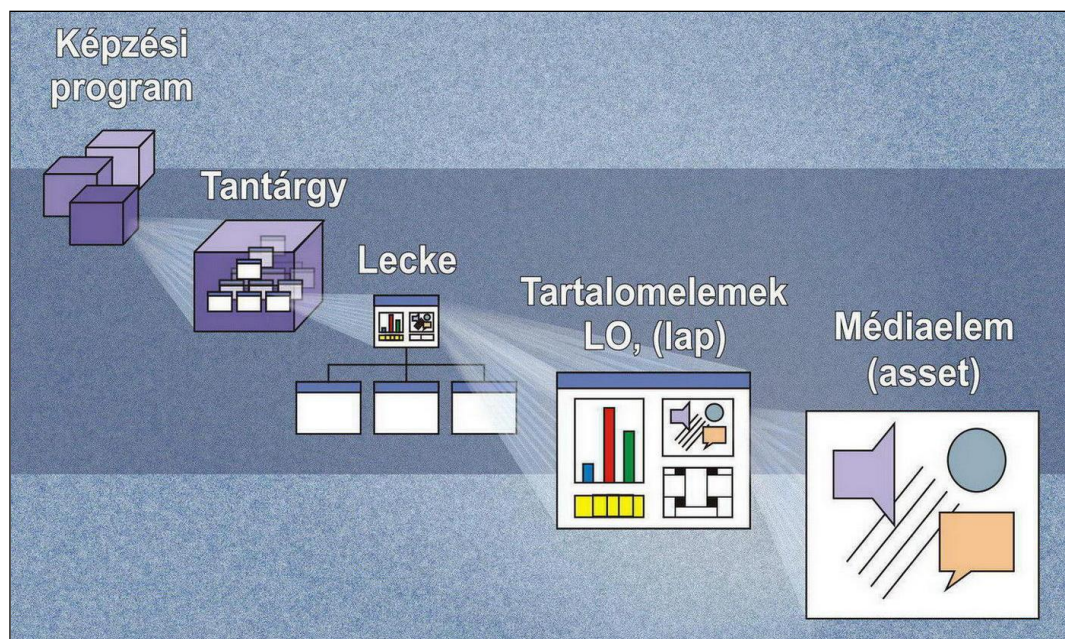 Képzési
program
Tantárgy
Lecke
Tartalomelemek
LO, (lap)
Médiaelem
(asset)